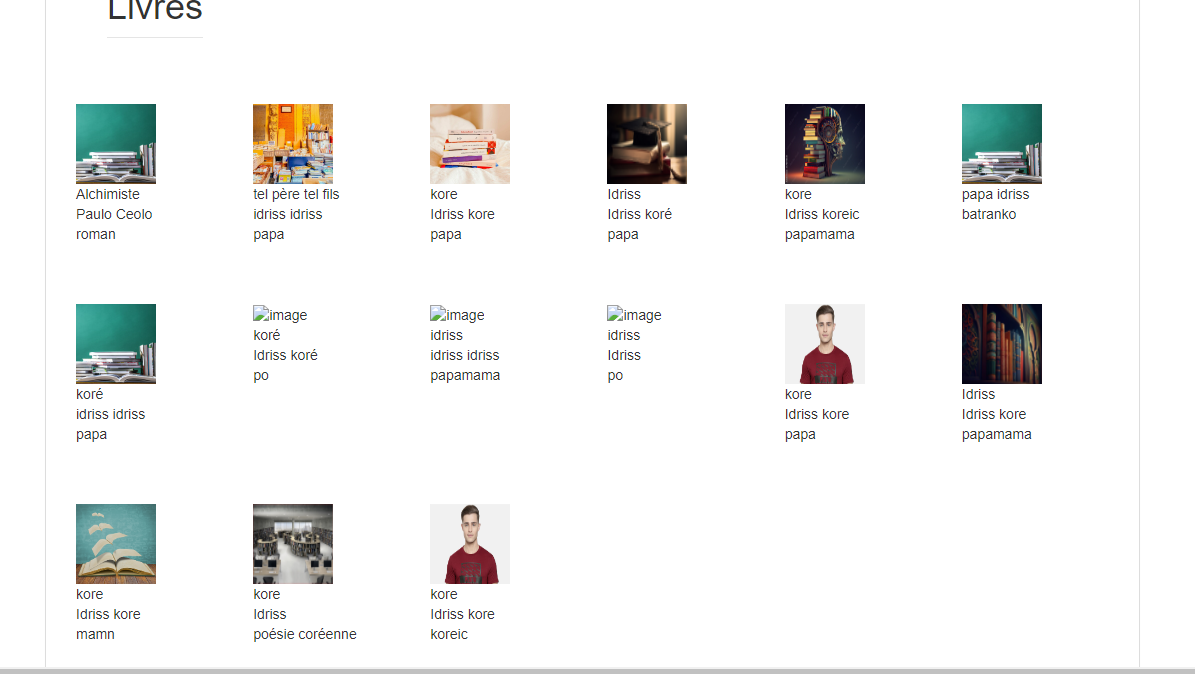 Livres
Alchimiste
Paulo Ceolo
roman
tel père tel fils
idriss idriss
papa
kore
Idriss kore
papa
Idriss
Idriss koré
papa
kore
Idriss koreic
papamama
papa idriss
batranko
koré
idriss idriss
papa
image
koré
Idriss koré
po
image
idriss
idriss idriss
papamama
image
idriss
Idriss
po
kore
Idriss kore
papa
Idriss
Idriss kore
papamama
kore
Idriss kore
mamn
kore
Idriss
poésie coréenne
kore
Idriss kore
koreic